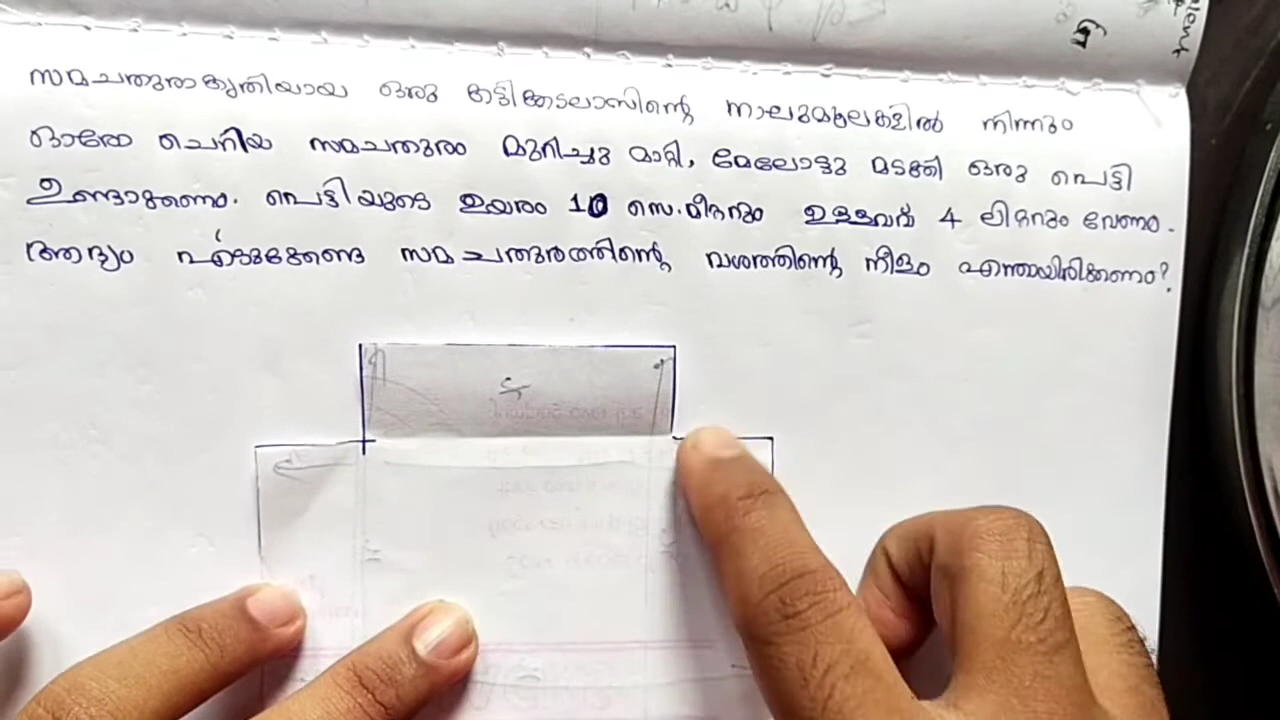 സമചതുരാകൃതിയായ ഒരു കട്ടിക്കടലാസിന്റെ നാലുമൂലകളിൽ നിന്നും
ഓരോ ചെറിയ സമചതുരം മുറിച്ചു മാറ്റി, മേലോട്ടു മടക്കി ഒരു പെട്ടി
ഉണ്ടാക്കണം. പെട്ടിയുടെ ഉയരം 10 സെ.മീറ്ററും ഉള്ളളവ് 4 ലിറ്ററും വേണം.
ആദ്യം എടുക്കേണ്ട സമചതുരത്തിന്റെ വശത്തിന്റെ നീളം എന്തായിരിക്കണം?